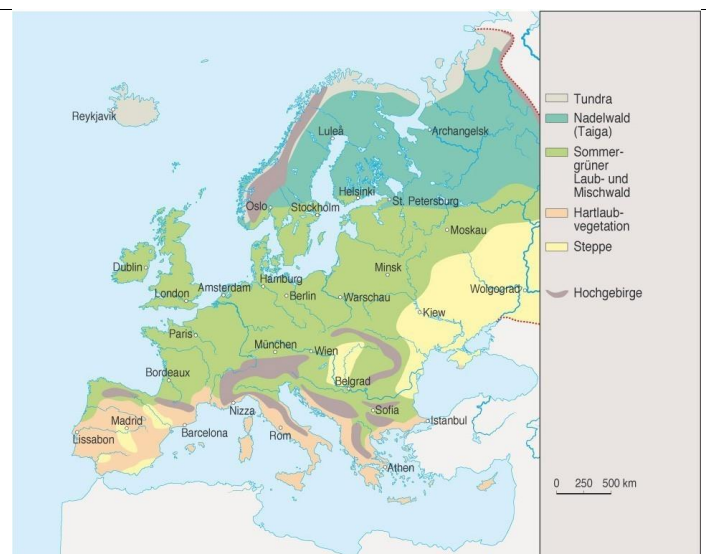 Reykjavik
Luleå
Archangelsk
Helsinki
Oslo
Stockholm
St. Petersburg
Moskau
Dublin
Hamburg
Minsk
London
Amsterdam
Berlin
Warschau
Wolgograd
Kiew
Paris
München
Wien
Bordeaux
Belgrad
Nizza
Sofia
Madrid
Istanbul
Lissabon
Barcelona
Rom
Athen
Tundra
Nadelwald
(Taiga)
Sommer-
grüner
Laub- und
Mischwald
Hartlaub-
vegetation
Steppe
Hochgebirge
0 250 500 km